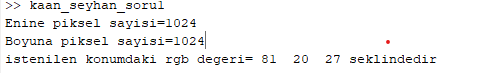 >> kaan_seyhan_soru1
Enine piksel sayisi=1024
Boyuna piksel sayisi=1024
istenilen konumdaki rgb degeri= 81  20  27 seklindedir